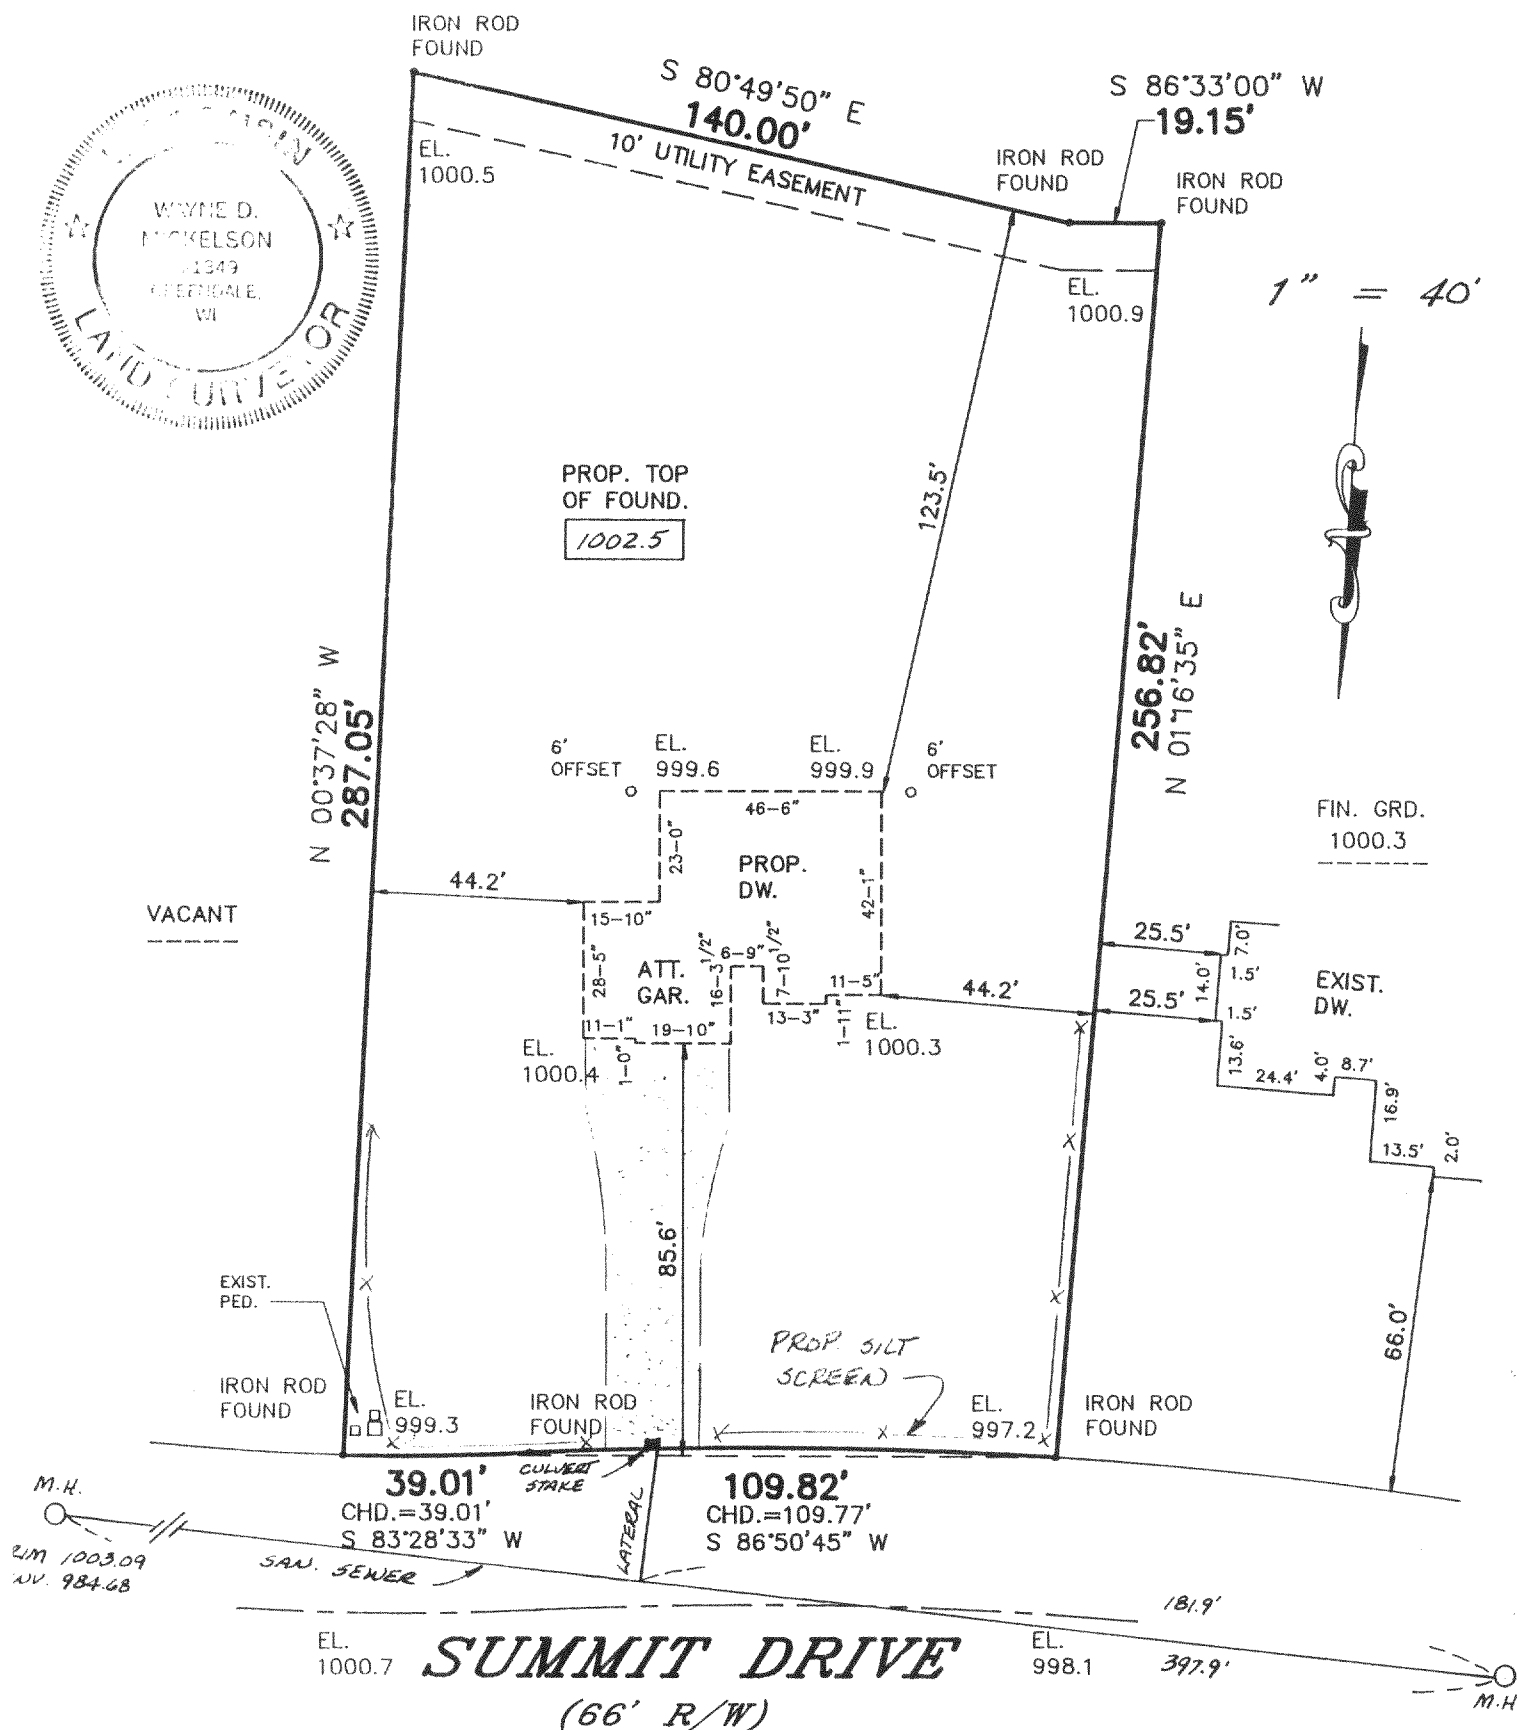 IRON ROD
FOUND
S 80°49'50" E
140.00'
10' UTILITY EASEMENT
S 86°33'00" W
19.15'
IRON ROD
FOUND
IRON ROD
FOUND
EL.
1000.5
WAYNE D.
GREENDALE,
WI
LAND
EL.
1000.9
1" = 40'
PROP. TOP
OF FOUND.
1002.5
123.5'
N 00°37'28" W
287.05'
256.82'
N 01°16'35" E
6'
OFFSET
EL.
999.6
EL.
999.9
6'
OFFSET
46-6"
23-0"
PROP.
DW.
42-1"
FIN. GRD.
1000.3
44.2'
15-10"
VACANT
28-5"
ATT.
GAR.
16-3 1/2"
6-9"
7-10 1/2"
11-5"
13-3"
1-11"
44.2'
25.5'
7.0'
1.5'
14.0'
EXIST.
DW.
25.5'
1.5'
13.6'
24.4'
4.0'
8.7'
16.9'
13.5'
2.0'
11-1"
19-10"
1-0"
EL.
1000.4
EL.
1000.3
85.6'
66.0'
EXIST.
PED.
PROP. SILT
SCREEN
IRON ROD
FOUND
EL.
999.3
IRON ROD
FOUND
EL.
997.2
IRON ROD
FOUND
39.01'
CHD.=39.01'
S 83°28'33" W
CULVERT
STAKE
LATERAL
109.82'
CHD.=109.77'
S 86°50'45" W
M.H.
1003.09
984.68
SAN. SEWER
181.9'
EL.
1000.7
SUMMIT DRIVE
(66' R/W)
EL.
998.1
397.9'
M.H